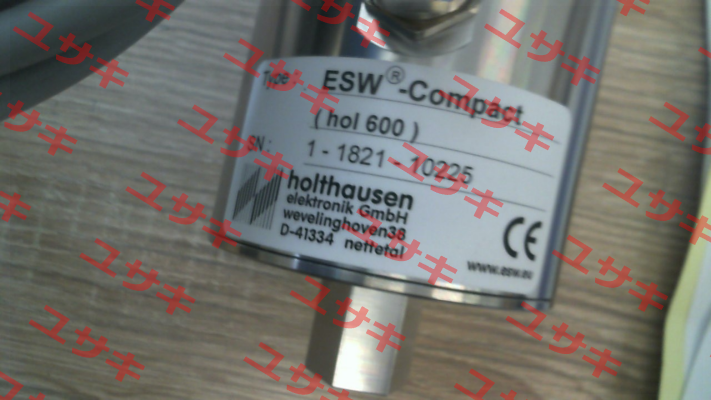 Type: ESW®-Compact
( hol 600 )
SN.: 1 - 1821 - 10225
holthausen
elektronik GmbH
wevelinghoven38
D-41334 nettetal
CE
www.esw.eu
ユサキ